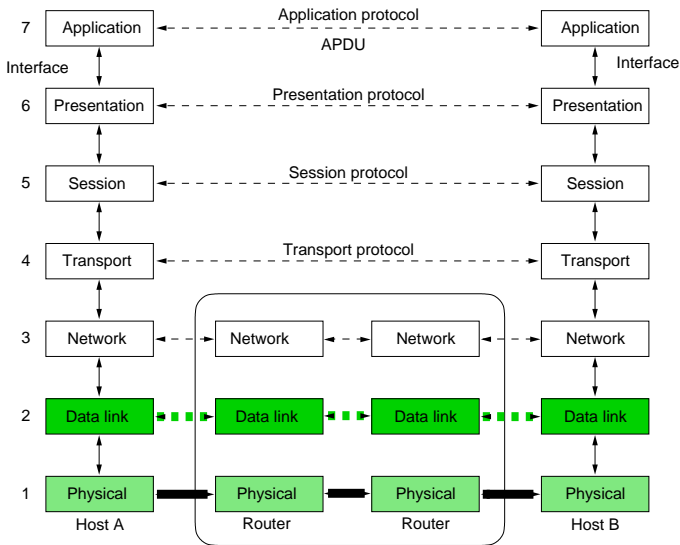 7 Application Application protocol Application
APDU
Interface Interface
6 Presentation Presentation protocol Presentation
5 Session Session protocol Session
4 Transport Transport protocol Transport
3 Network Network Network Network
2 Data link Data link Data link Data link
1 Physical Physical Physical Physical
Host A Router Router Host B